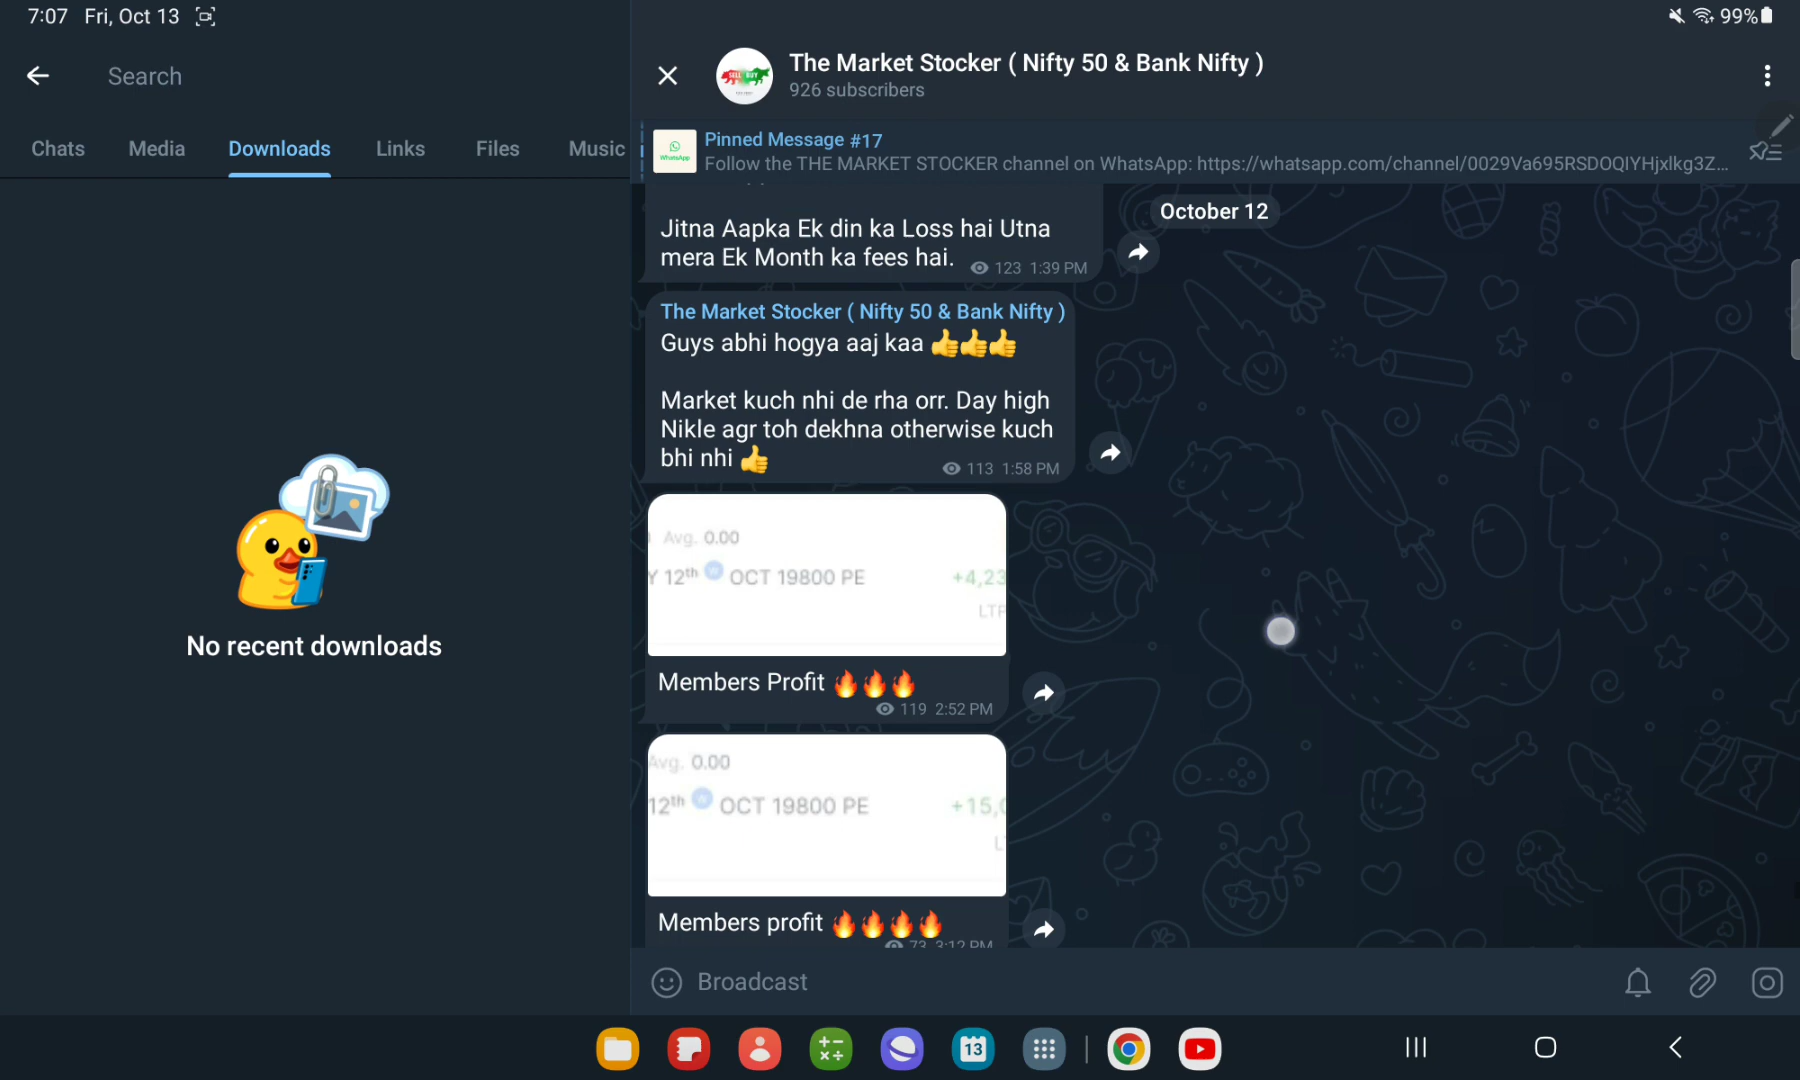 7:07 Fri, Oct 13
99%
Search
Chats Media Downloads Links Files Music
No recent downloads
SELL BUY
The Market Stocker ( Nifty 50 & Bank Nifty )
926 subscribers
WhatsApp
Pinned Message #17
Follow the THE MARKET STOCKER channel on WhatsApp: https://whatsapp.com/channel/0029Va695RSDOQIYHjxlkg3Z...
October 12
Jitna Aapka Ek din ka Loss hai Utna
mera Ek Month ka fees hai. 123 1:39 PM
The Market Stocker ( Nifty 50 & Bank Nifty )
Guys abhi hogya aaj kaa 👍👍👍
Market kuch nhi de rha orr. Day high
Nikle agr toh dekhna otherwise kuch
bhi nhi 👍 113 1:58 PM
Avg. 0.00
Y 12th W OCT 19800 PE +4,23
LTP
Members Profit 🔥🔥🔥
119 2:52 PM
Avg. 0.00
12th OCT 19800 PE +15,0
Members profit 🔥🔥🔥🔥
73 3:12 PM
Broadcast
13